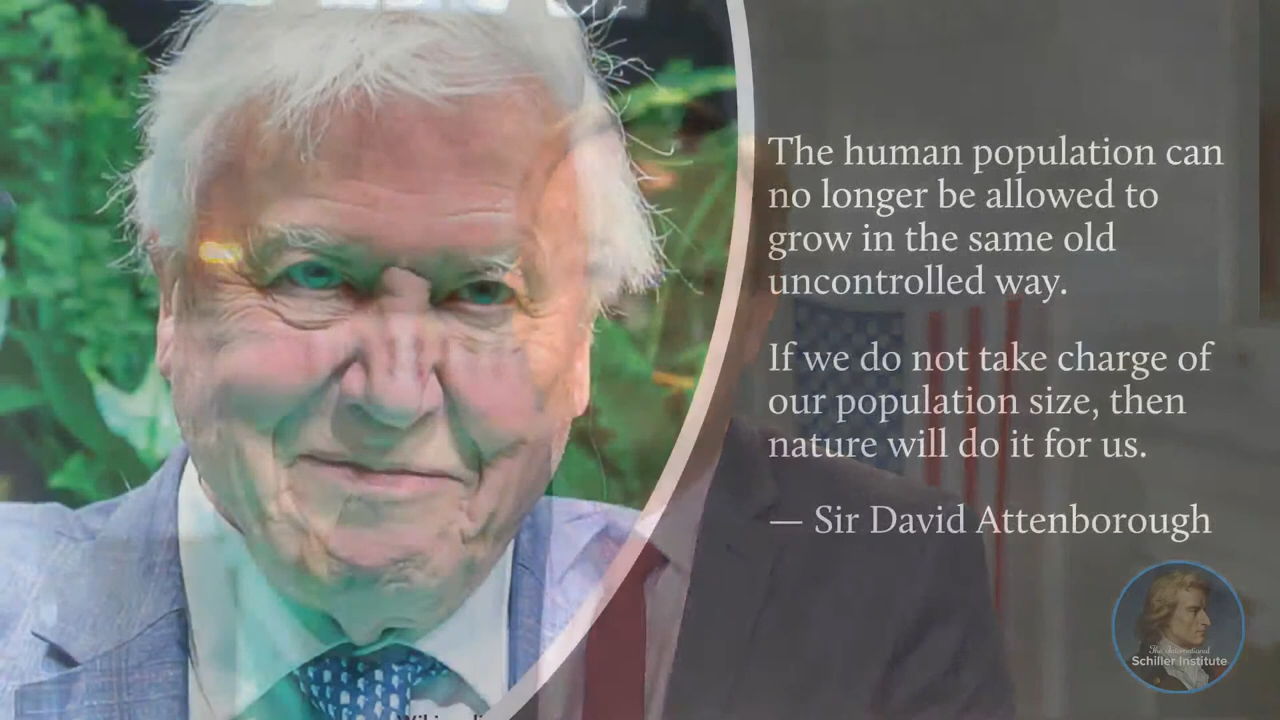 The human population can
no longer be allowed to
grow in the same old
uncontrolled way.
If we do not take charge of
our population size, then
nature will do it for us.
— Sir David Attenborough
The International
Schiller Institute